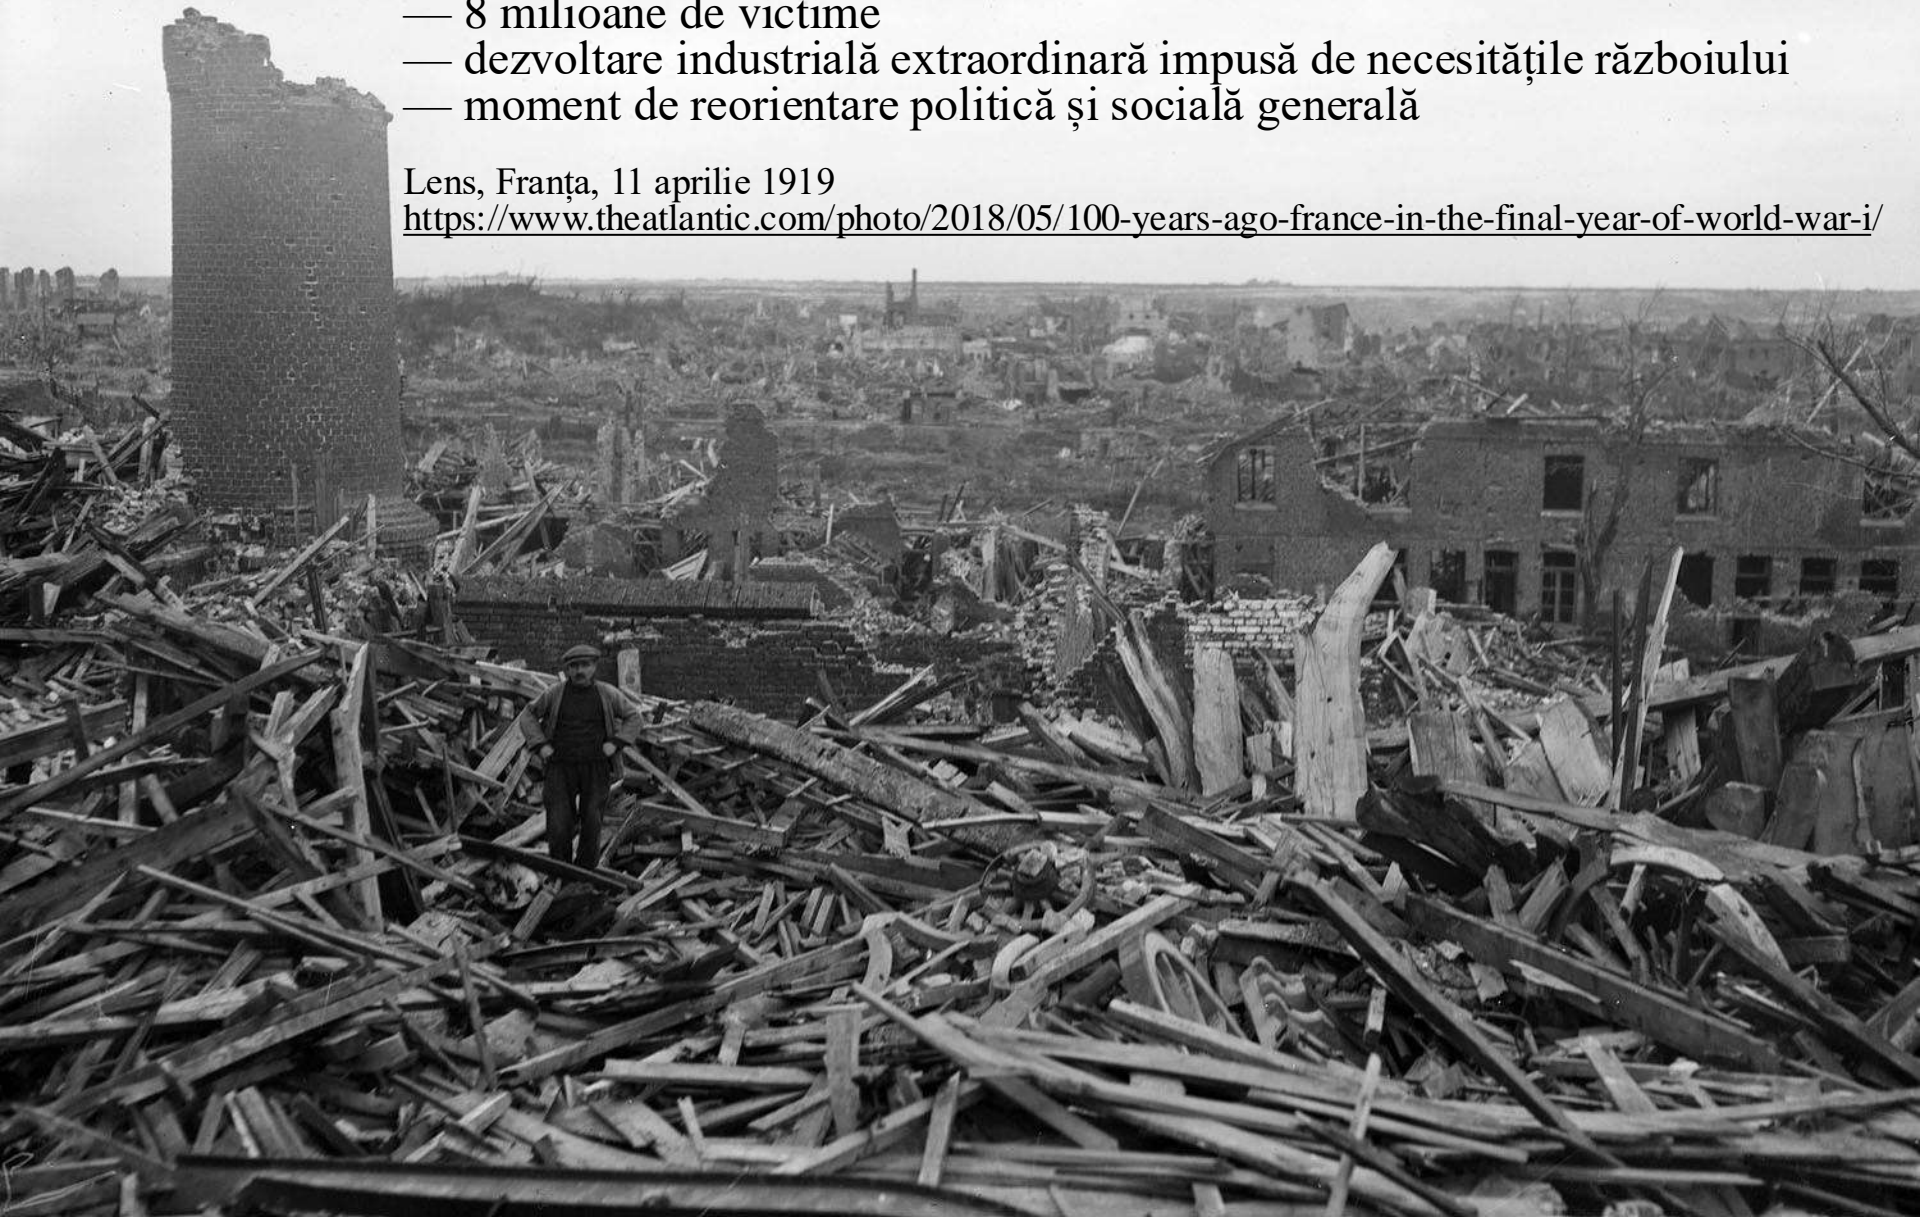 — 8 milioane de victime
— dezvoltare industrială extraordinară impusă de necesitățile războiului
— moment de reorientare politică și socială generală
Lens, Franța, 11 aprilie 1919
https://www.theatlantic.com/photo/2018/05/100-years-ago-france-in-the-final-year-of-world-war-i/